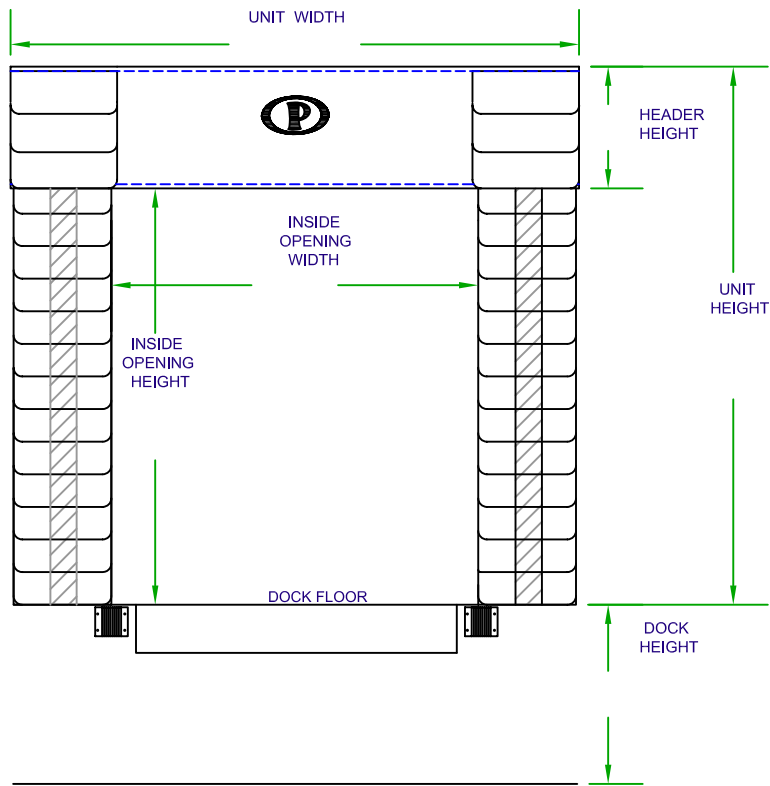 UNIT WIDTH
P
HEADER
HEIGHT
INSIDE
OPENING
WIDTH
UNIT
HEIGHT
INSIDE
OPENING
HEIGHT
DOCK FLOOR
DOCK
HEIGHT